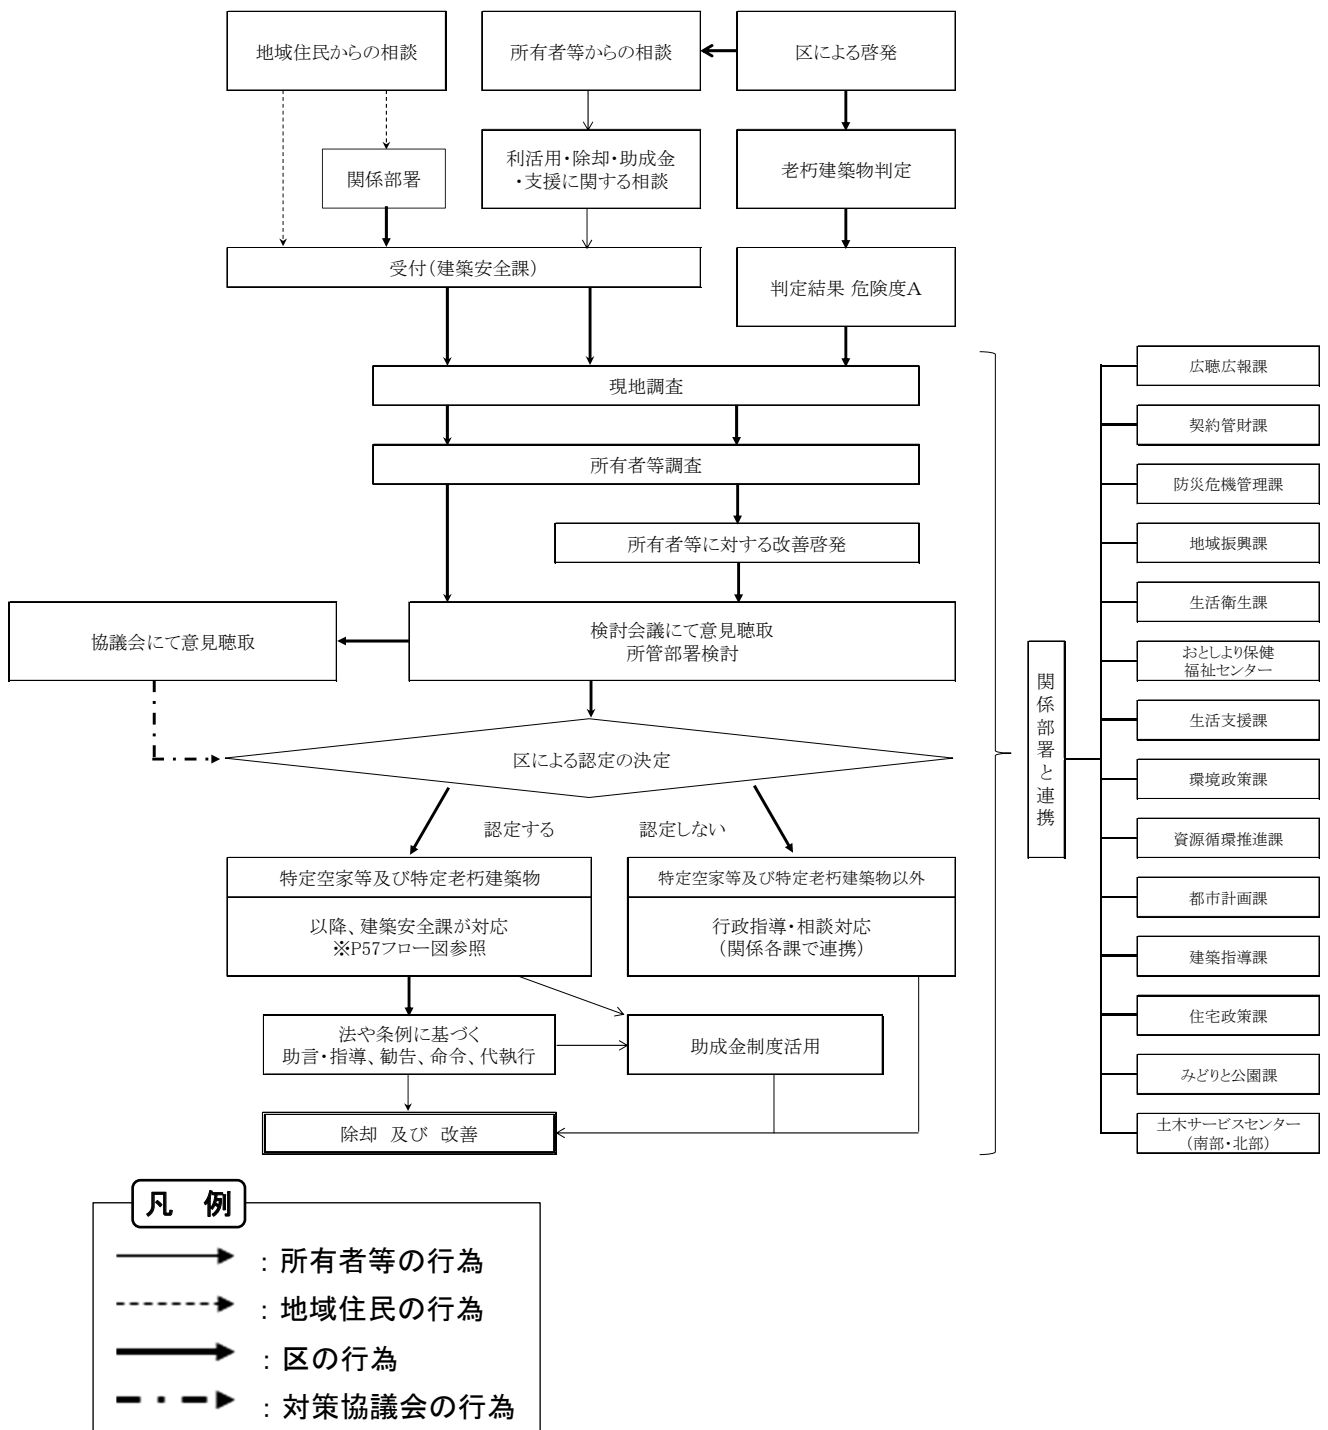 地域住民からの相談
所有者等からの相談
区による啓発
関係部署
利活用・除却・助成金
・支援に関する相談
老朽建築物判定
受付（建築安全課）
判定結果 危険度A
現地調査
所有者等調査
所有者等に対する改善啓発
協議会にて意見聴取
検討会議にて意見聴取
所管部署検討
区による認定の決定
認定する
認定しない
特定空家等及び特定老朽建築物
以降、建築安全課が対応
※P57フロー図参照
特定空家等及び特定老朽建築物以外
行政指導・相談対応
（関係各課で連携）
法や条例に基づく
助言・指導、勧告、命令、代執行
助成金制度活用
除却 及び 改善
関係部署と連携
広聴広報課
契約管財課
防災危機管理課
地域振興課
生活衛生課
おとしより保健
福祉センター
生活支援課
環境政策課
資源循環推進課
都市計画課
建築指導課
住宅政策課
みどりと公園課
土木サービスセンター
（南部・北部）
凡 例
：所有者等の行為
：地域住民の行為
：区の行為
：対策協議会の行為